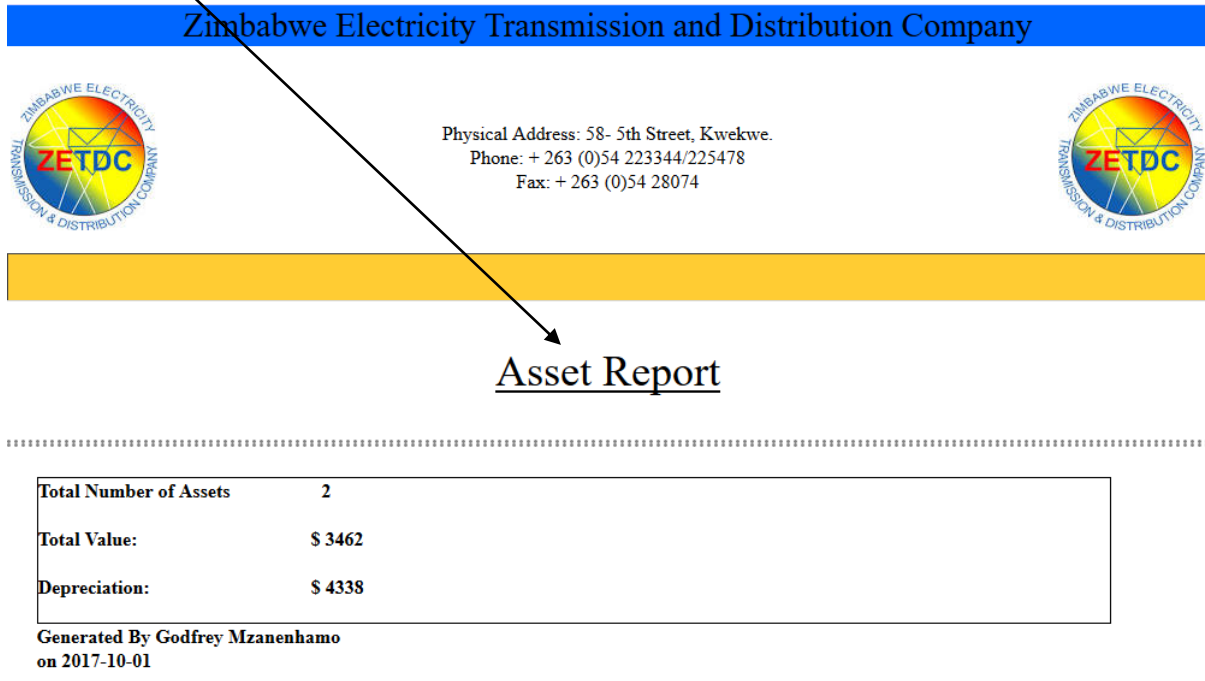 Zimbabwe Electricity Transmission and Distribution Company
ZIMBABWE ELECTRICITY
TRANSMISSION & DISTRIBUTION COMPANY
ZETDC
Physical Address: 58- 5th Street, Kwekwe.
Phone: + 263 (0)54 223344/225478
Fax: + 263 (0)54 28074
ZIMBABWE ELECTRICITY
TRANSMISSION & DISTRIBUTION COMPANY
ZETDC
Asset Report
Total Number of Assets 2
Total Value: $ 3462
Depreciation: $ 4338
Generated By Godfrey Mzanenhamo
on 2017-10-01